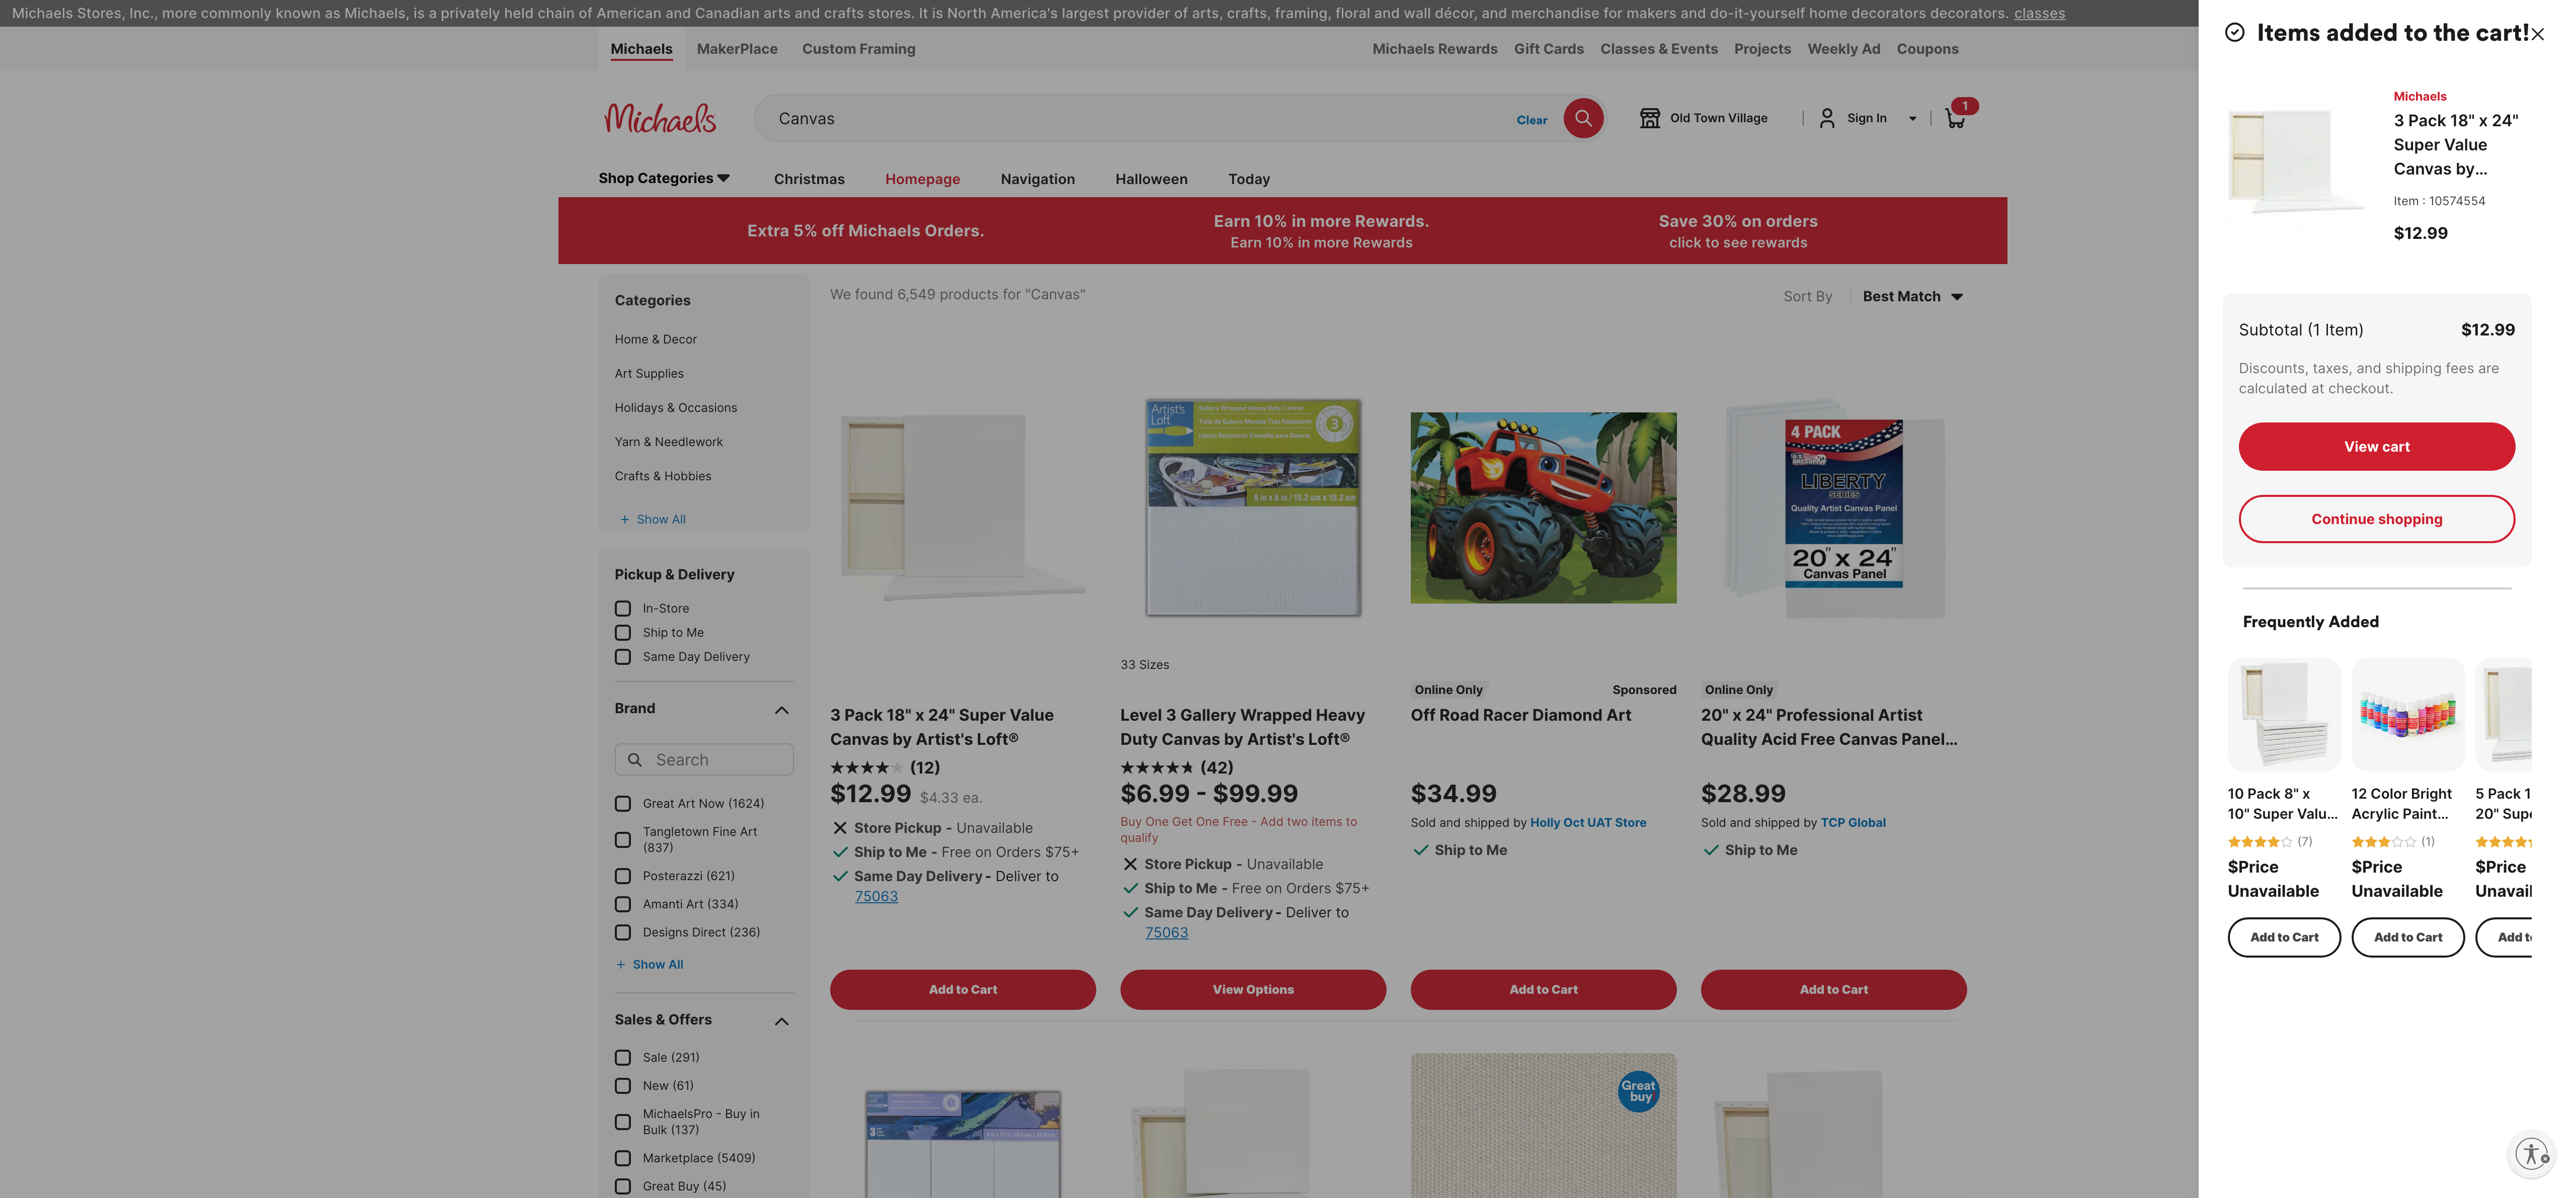 Michaels Stores, Inc., more commonly known as Michaels, is a privately held chain of American and Canadian arts and crafts stores. It is North America's largest provider of arts, crafts, framing, floral and wall décor, and merchandise for makers and do-it-yourself home decorators decorators. classes
Michaels MakerPlace Custom Framing Michaels Rewards Gift Cards Classes & Events Projects Weekly Ad Coupons
Michaels Canvas Clear Old Town Village Sign In 1
Shop Categories Christmas Homepage Navigation Halloween Today
Extra 5% off Michaels Orders.
Earn 10% in more Rewards.
Earn 10% in more Rewards
Save 30% on orders
click to see rewards
Categories
Home & Decor
Art Supplies
Holidays & Occasions
Yarn & Needlework
Crafts & Hobbies
+ Show All
Pickup & Delivery
In-Store
Ship to Me
Same Day Delivery
Brand
Search
Great Art Now (1624)
Tangletown Fine Art
(837)
Posterazzi (621)
Amanti Art (334)
Designs Direct (236)
+ Show All
Sales & Offers
Sale (291)
New (61)
MichaelsPro - Buy in
Bulk (137)
Marketplace (5409)
Great Buy (45)
We found 6,549 products for "Canvas"
Sort By Best Match
3 Pack 18" x 24" Super Value
Canvas by Artist's Loft®
(12)
$12.99 $4.33 ea.
Store Pickup - Unavailable
Ship to Me - Free on Orders $75+
Same Day Delivery - Deliver to
75063
Add to Cart
Artist's
Loft
Gallery Wrapped Heavy Duty Canvas
3
6 in x 6 in / 15.2 cm x 15.2 cm
33 Sizes
Level 3 Gallery Wrapped Heavy
Duty Canvas by Artist's Loft®
(42)
$6.99 - $99.99
Buy One Get One Free - Add two items to
qualify
Store Pickup - Unavailable
Ship to Me - Free on Orders $75+
Same Day Delivery - Deliver to
75063
View Options
Online Only Sponsored
Off Road Racer Diamond Art
$34.99
Sold and shipped by Holly Oct UAT Store
Ship to Me
Add to Cart
4 PACK
LIBERTY
SERIES
Quality Artist Canvas Panel
20" x 24"
Canvas Panel
Online Only
20" x 24" Professional Artist
Quality Acid Free Canvas Panel...
$28.99
Sold and shipped by TCP Global
Ship to Me
Add to Cart
3
Great
buy
Items added to the cart!
Michaels
3 Pack 18" x 24"
Super Value
Canvas by...
Item : 10574554
$12.99
Subtotal (1 Item) $12.99
Discounts, taxes, and shipping fees are
calculated at checkout.
View cart
Continue shopping
Frequently Added
10 Pack 8" x
10" Super Valu...
(7)
$Price
Unavailable
Add to Cart
12 Color Bright
Acrylic Paint...
(1)
$Price
Unavailable
Add to Cart
5 Pack 1
20" Supe
$Price
Unavail
Add t